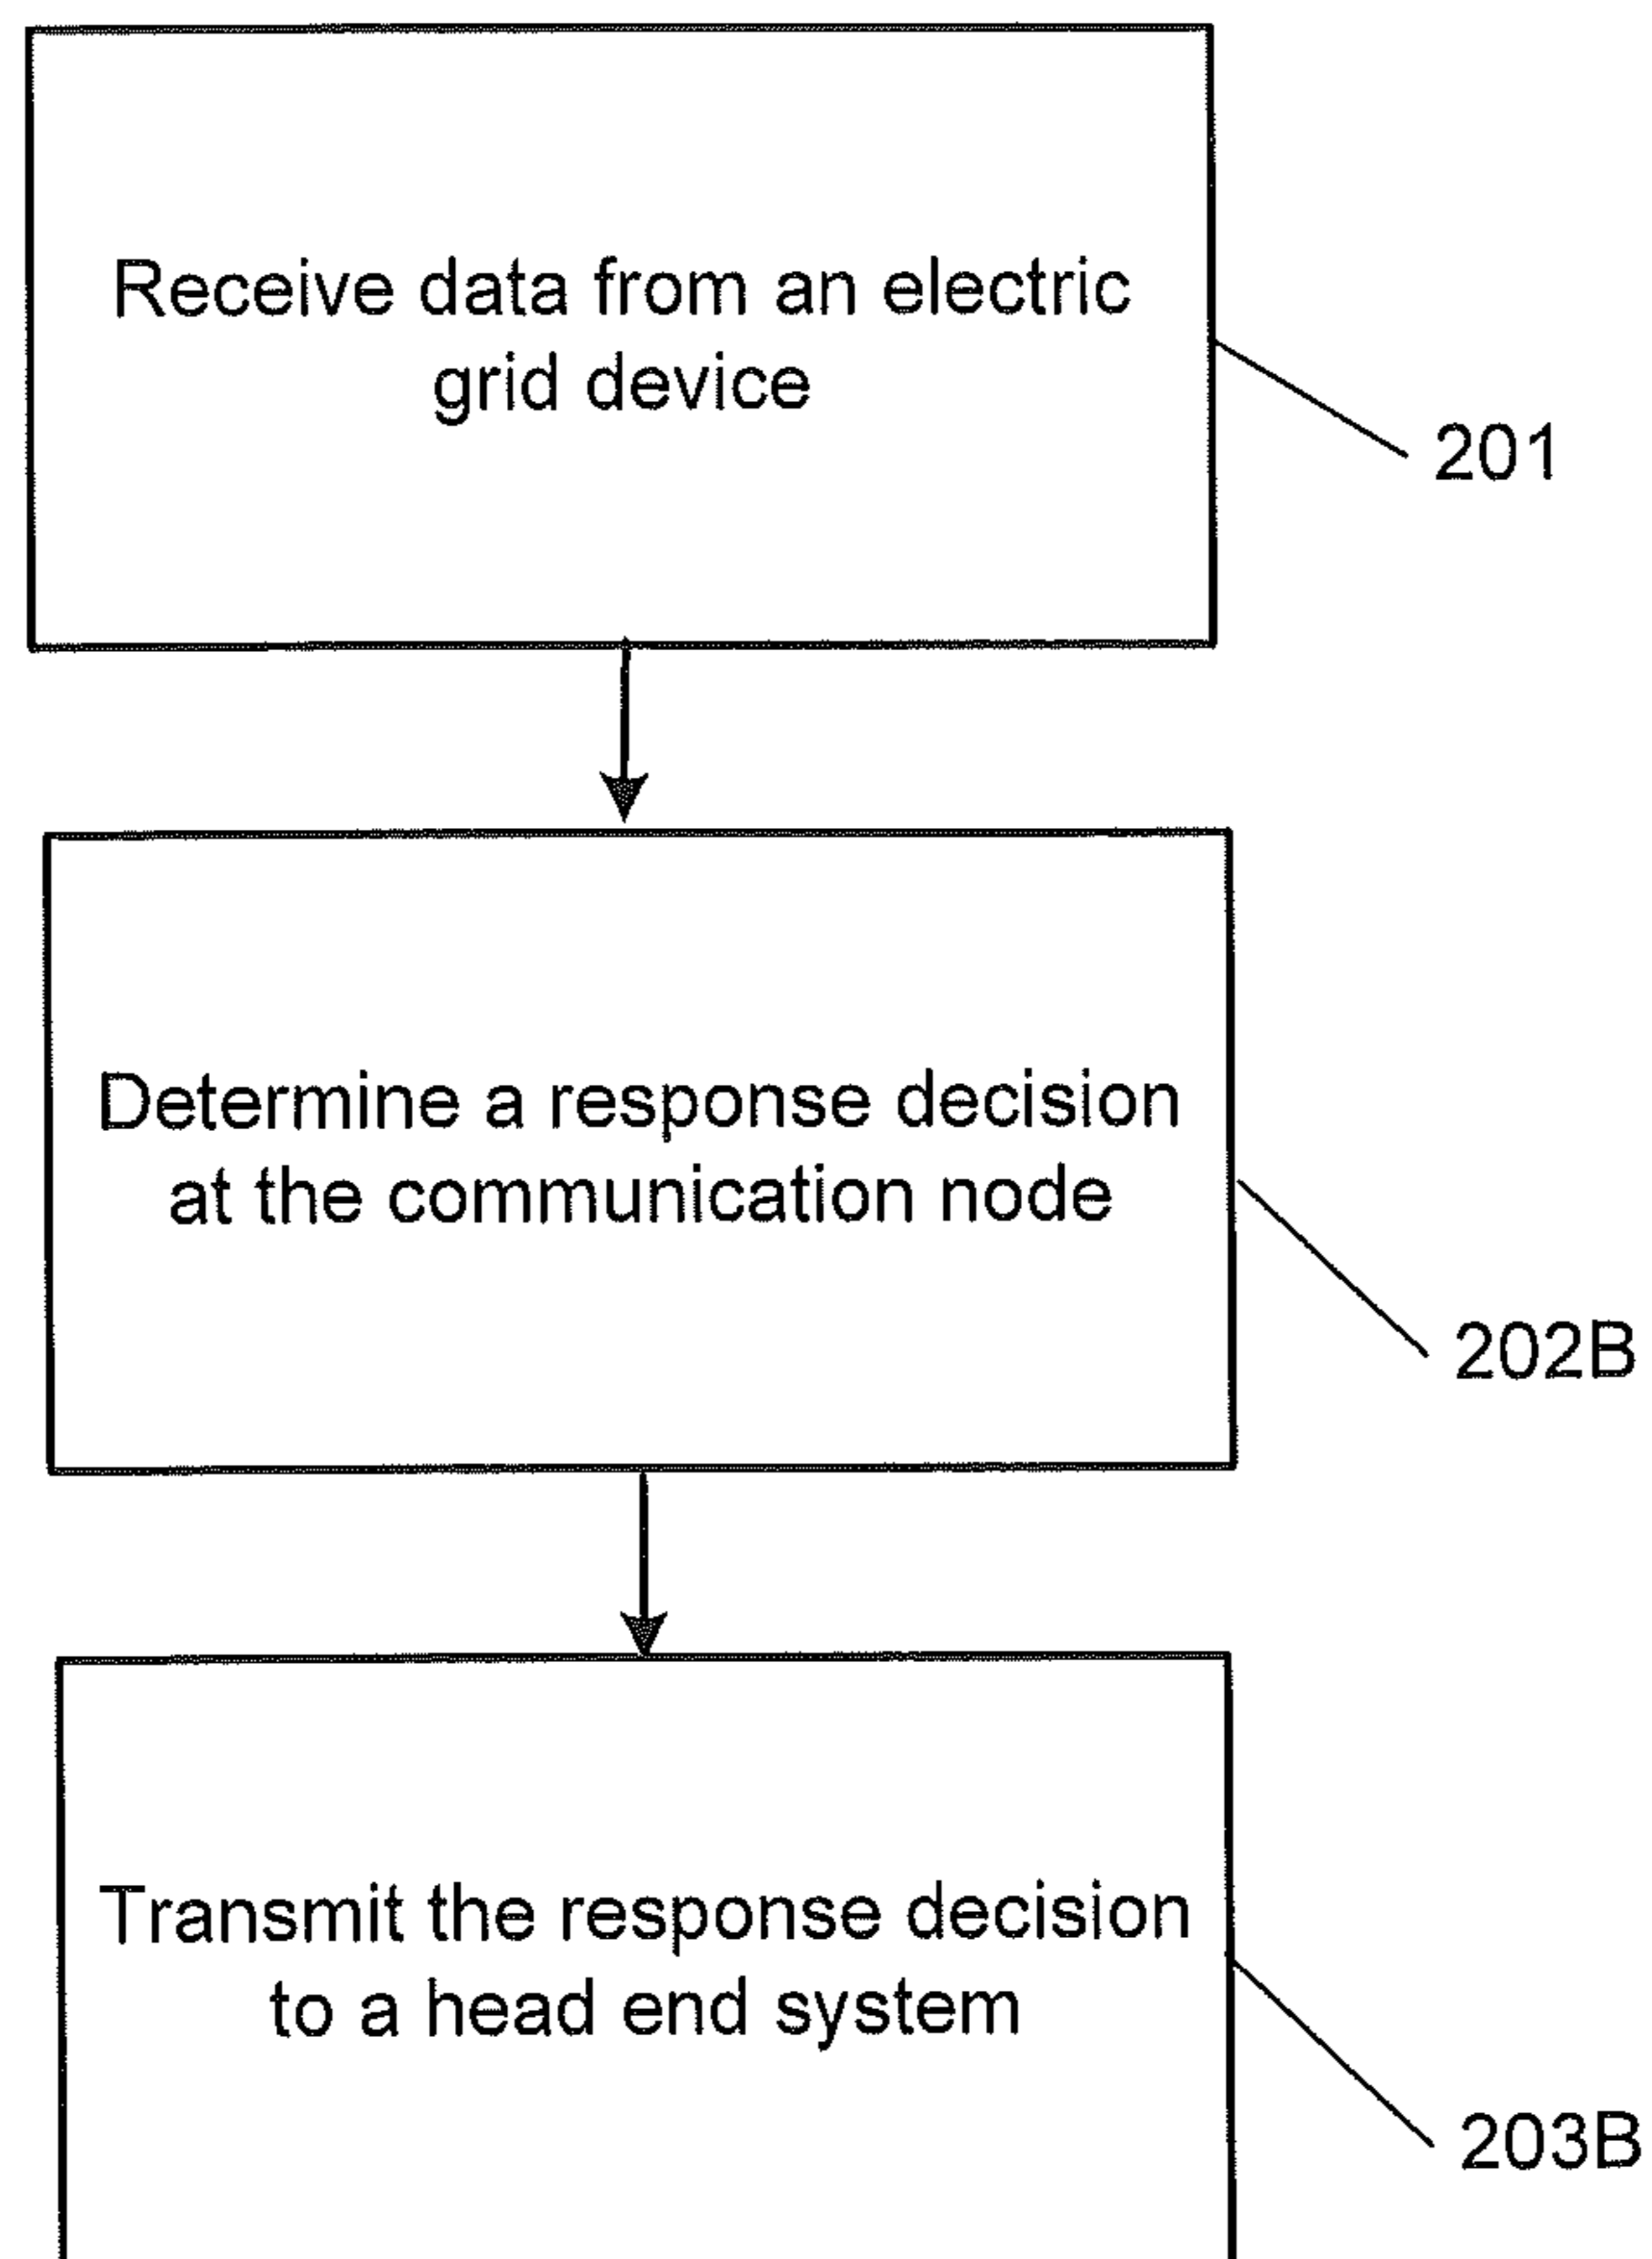 Receive data from an electric
grid device
201
Determine a response decision
at the communication node
202B
Transmit the response decision
to a head end system
203B